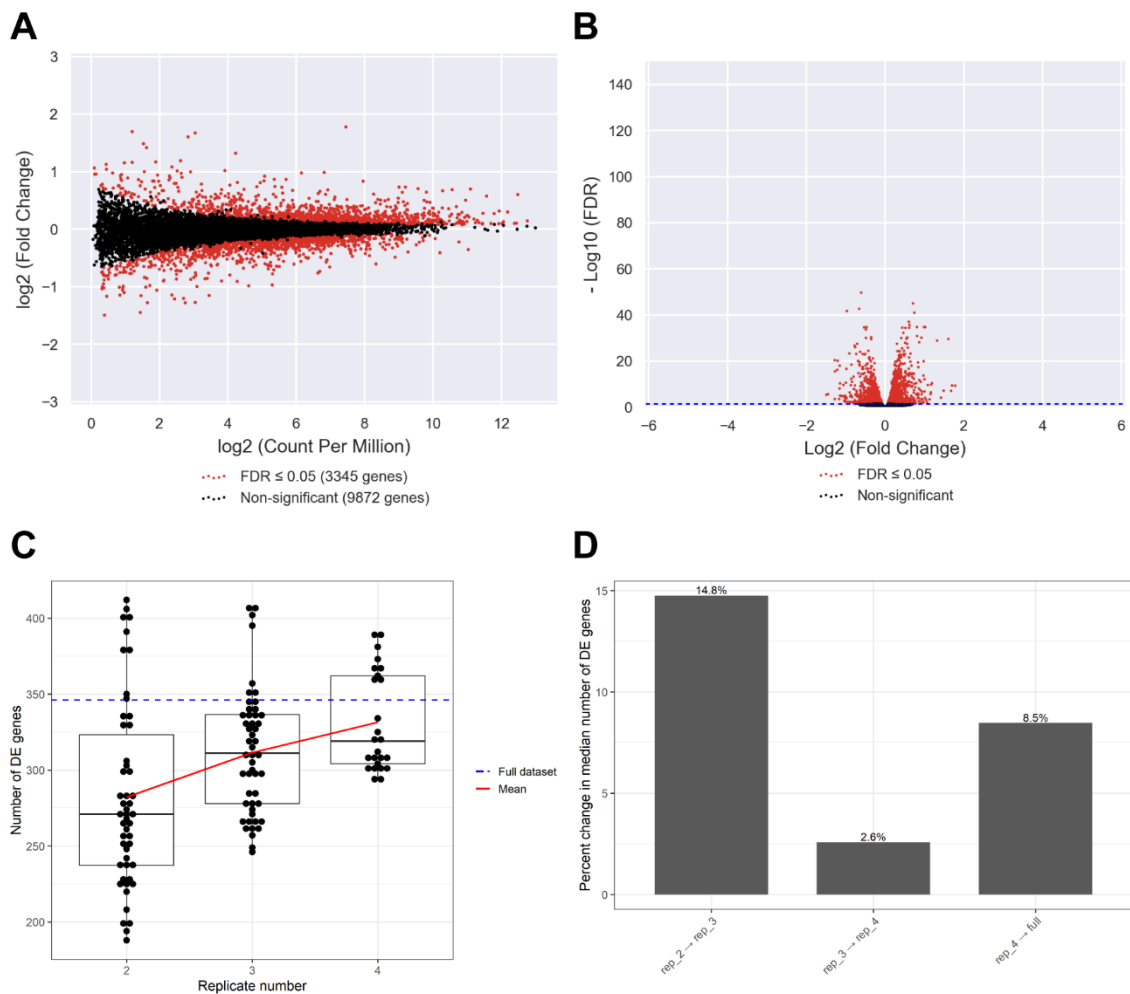 A
3
2
1
0
−1
−2
−3
log2 (Fold Change)
0 2 4 6 8 10 12
log2 (Count Per Million)
FDR ≤ 0.05 (3345 genes)
Non-significant (9872 genes)
B
140
120
100
80
60
40
20
0
- Log10 (FDR)
−6 −4 −2 0 2 4 6
Log2 (Fold Change)
FDR ≤ 0.05
Non-significant
C
400
350
300
250
200
Number of DE genes
2 3 4
Replicate number
Full dataset
Mean
D
15
10
5
0
Percent change in median number of DE genes
14.8%
2.6%
8.5%
rep_2 → rep_3
rep_3 → rep_4
rep_4 → full